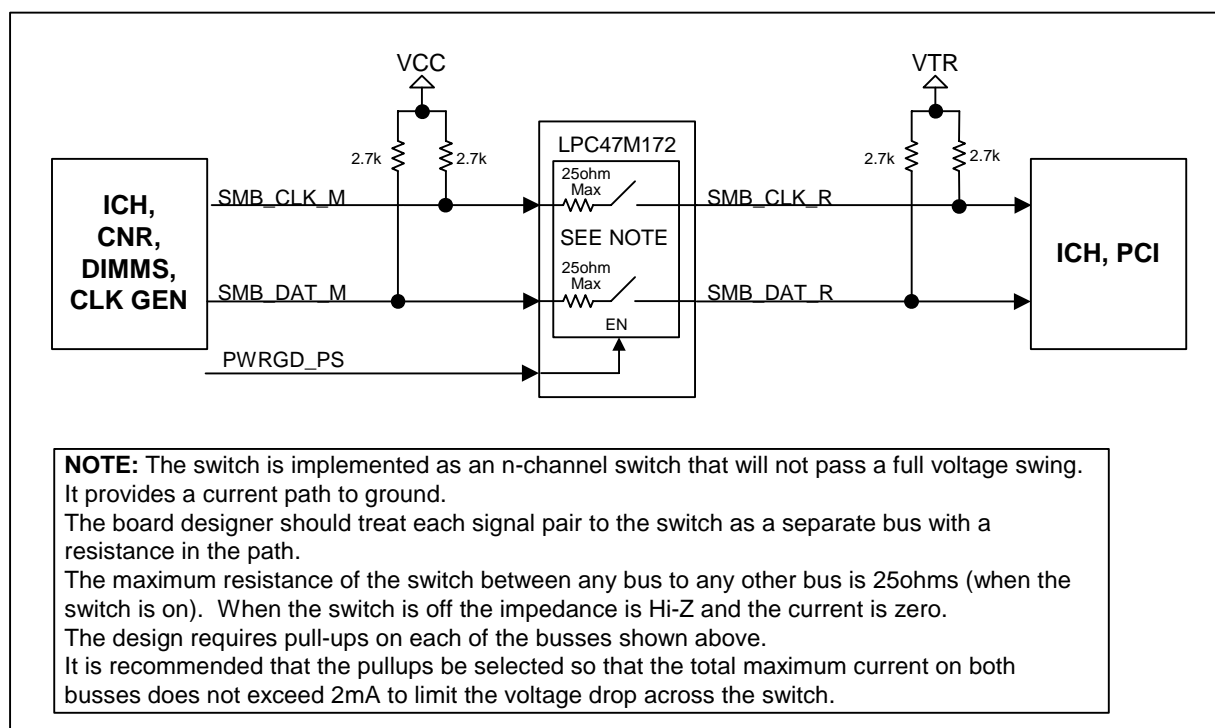 VCC
VTR
LPC47M172
2.7k
2.7k
2.7k
2.7k
25ohm
Max
SMB_CLK_M
SMB_CLK_R
ICH,
CNR,
DIMMS,
CLK GEN
SEE NOTE
ICH, PCI
25ohm
Max
SMB_DAT_M
SMB_DAT_R
EN
PWRGD_PS
NOTE: The switch is implemented as an n-channel switch that will not pass a full voltage swing.
It provides a current path to ground.
The board designer should treat each signal pair to the switch as a separate bus with a
resistance in the path.
The maximum resistance of the switch between any bus to any other bus is 25ohms (when the
switch is on).  When the switch is off the impedance is Hi-Z and the current is zero.
The design requires pull-ups on each of the busses shown above.
It is recommended that the pullups be selected so that the total maximum current on both
busses does not exceed 2mA to limit the voltage drop across the switch.